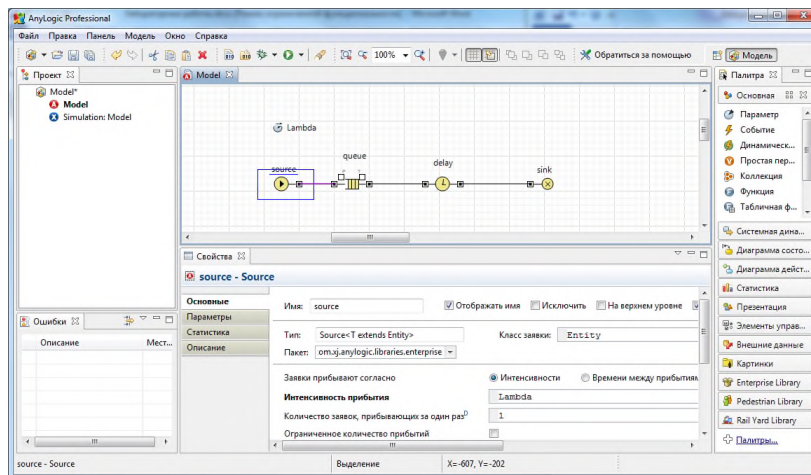 AnyLogic Professional
Файл Правка Панель Модель Окно Справка
100% Обратиться за помощью Модель
Проект
Model*
Model
Simulation: Model
Model
Lambda
source
queue
delay
sink
Палитра
Основная
Параметр
Событие
Динамическ...
Простая пер...
Коллекция
Функция
Табличная ф...
Системная дина...
Диаграмма состо...
Диаграмма дейст...
Статистика
Презентация
Элементы управ...
Внешние данные
Картинки
Enterprise Library
Pedestrian Library
Rail Yard Library
Палитры...
Ошибки
Описание Мест...
Свойства
source - Source
Основные
Параметры
Статистика
Описание
Имя: source Отображать имя Исключить На верхнем уровне
Тип: Source<T extends Entity> Класс заявки: Entity
Пакет: om.xj.anylogic.libraries.enterprise
Заявки прибывают согласно Интенсивности Времени между прибытиям
Интенсивность прибытия Lambda
Количество заявок, прибывающих за один раз 1
Ограниченное количество прибытий
source - Source Выделение X=-607, Y=-202